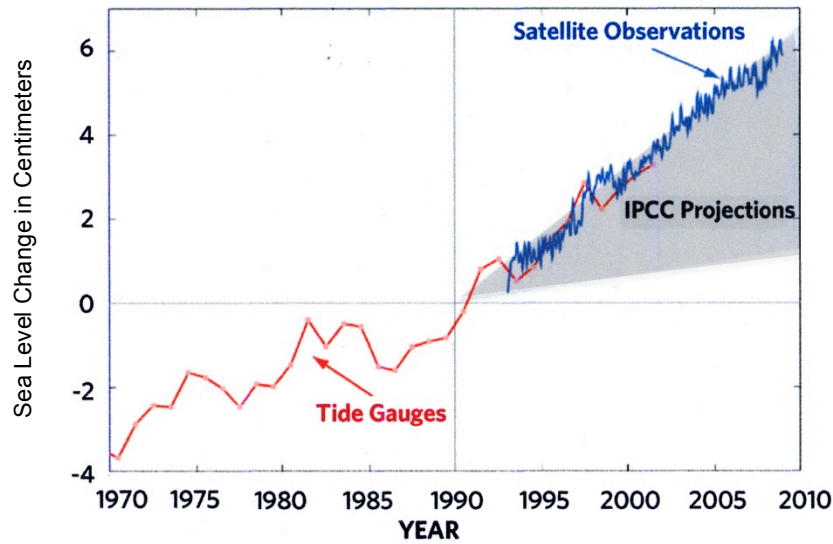 Sea Level Change in Centimeters
6
4
2
0
-2
-4
Satellite Observations
IPCC Projections
Tide Gauges
1970 1975 1980 1985 1990 1995 2000 2005 2010
YEAR